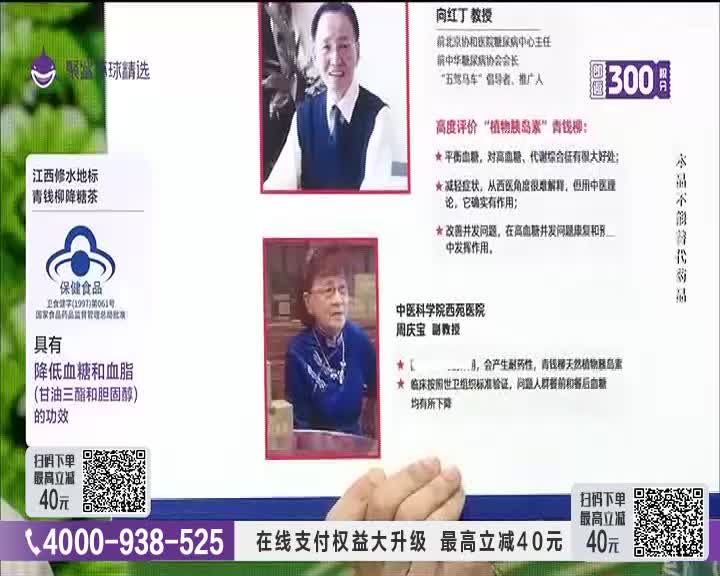 聚鲨环球精选
江西修水地标
青钱柳降糖茶
保健食品
卫食健字(1997)第061号
国家食品药品监督管理总局批准
具有
降低血糖和血脂
(甘油三酯和胆固醇)
的功效
向红丁 教授
前北京协和医院糖尿病中心主任
前中华糖尿病协会会长
“五驾马车”倡导者、推广人
300积分
高度评价“植物胰岛素”青钱柳：
★平衡血糖，对高血糖、代谢综合征有很大好处；
★减轻症状，从西医角度很难解释，但用中医理
论，它确实有作用；
★改善并发问题，在高血糖并发问题康复和预
中发挥作用。
本品不能替代药品
中医科学院西苑医院
周庆宝 副教授
★ ，会产生耐药性，青钱柳天然植物胰岛素
★临床按照世卫组织标准验证，问题人群餐前和餐后血糖
均有所下降
扫码下单
最高立减
40元
扫码下单
最高立减
40元
4000-938-525
在线支付权益大升级 最高立减40元